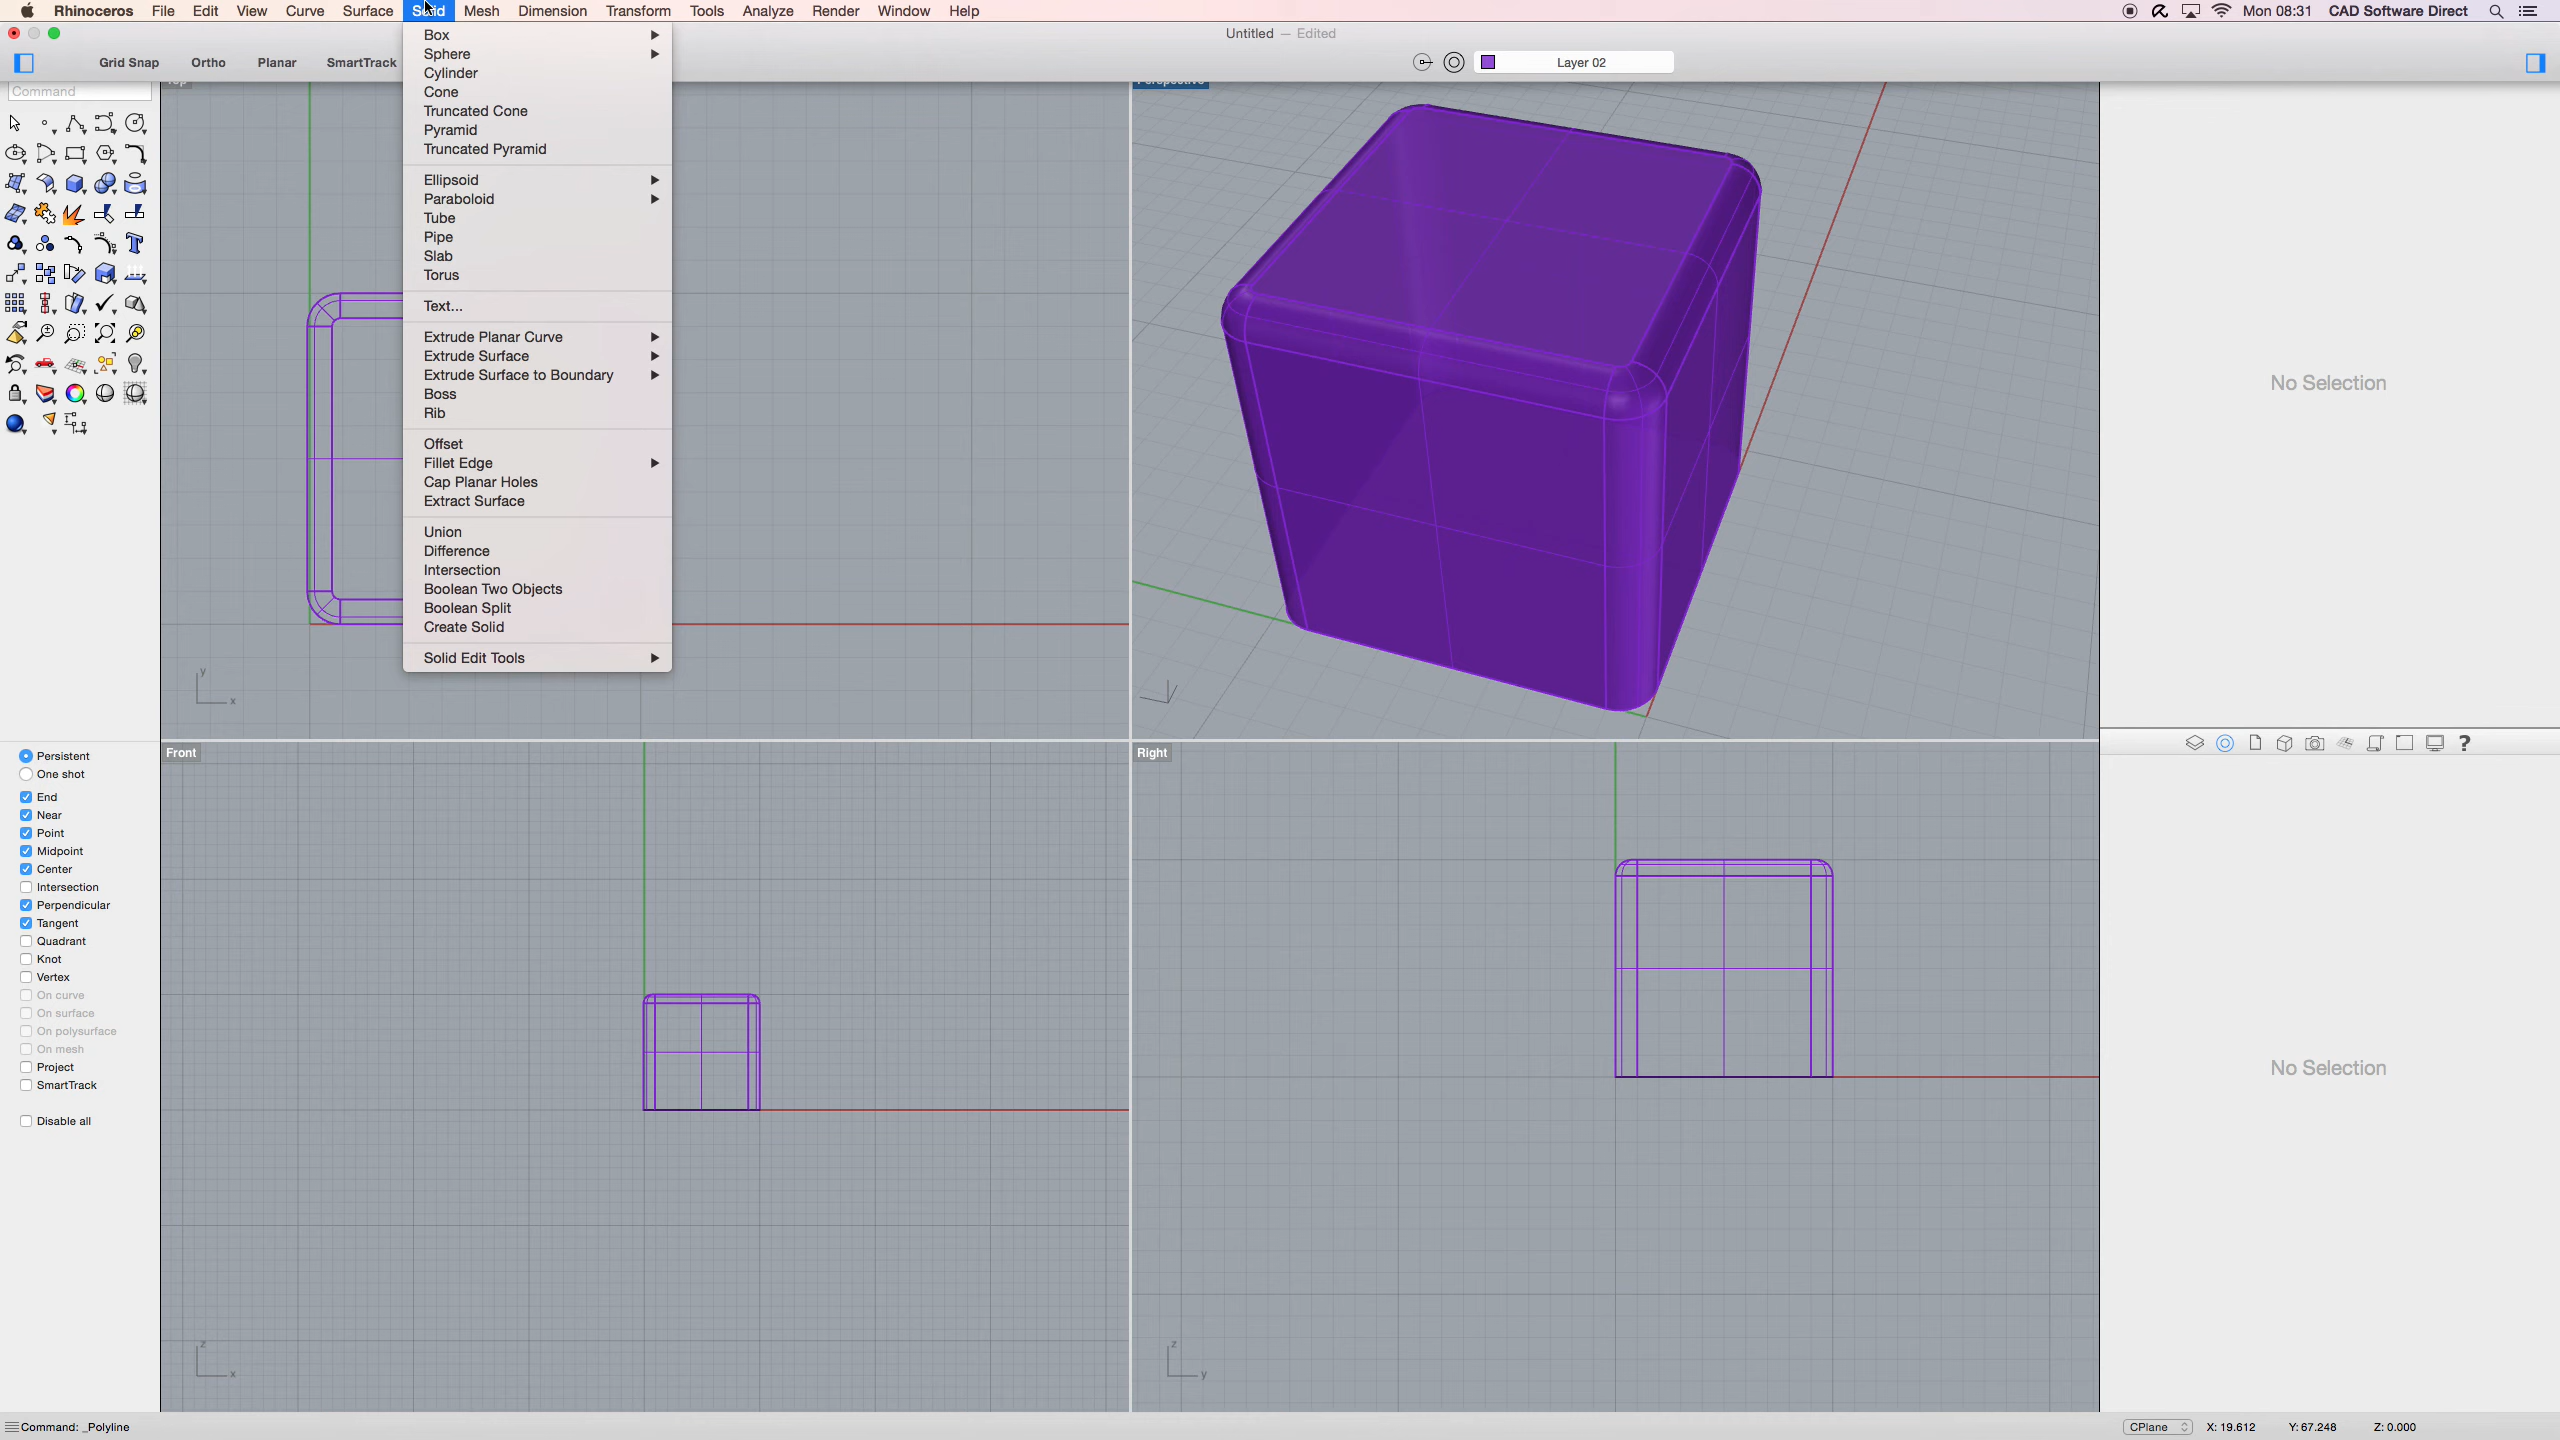 Rhinoceros File Edit View Curve Surface Solid Mesh Dimension Transform Tools Analyze Render Window Help Mon 08:31 CAD Software Direct
Untitled — Edited
Grid Snap Ortho Planar SmartTrack
Layer 02
Command
Box
Sphere
Cylinder
Cone
Truncated Cone
Pyramid
Truncated Pyramid
Ellipsoid
Paraboloid
Tube
Pipe
Slab
Torus
Text...
Extrude Planar Curve
Extrude Surface
Extrude Surface to Boundary
Boss
Rib
Offset
Fillet Edge
Cap Planar Holes
Extract Surface
Union
Difference
Intersection
Boolean Two Objects
Boolean Split
Create Solid
Solid Edit Tools
Top
Perspective
No Selection
y
x
Front
Right
Persistent
One shot
End
Near
Point
Midpoint
Center
Intersection
Perpendicular
Tangent
Quadrant
Knot
Vertex
On curve
On surface
On polysurface
On mesh
Project
SmartTrack
Disable all
No Selection
z
x
z
y
Command: _Polyline
CPlane X: 19.612 Y: 67.248 Z: 0.000